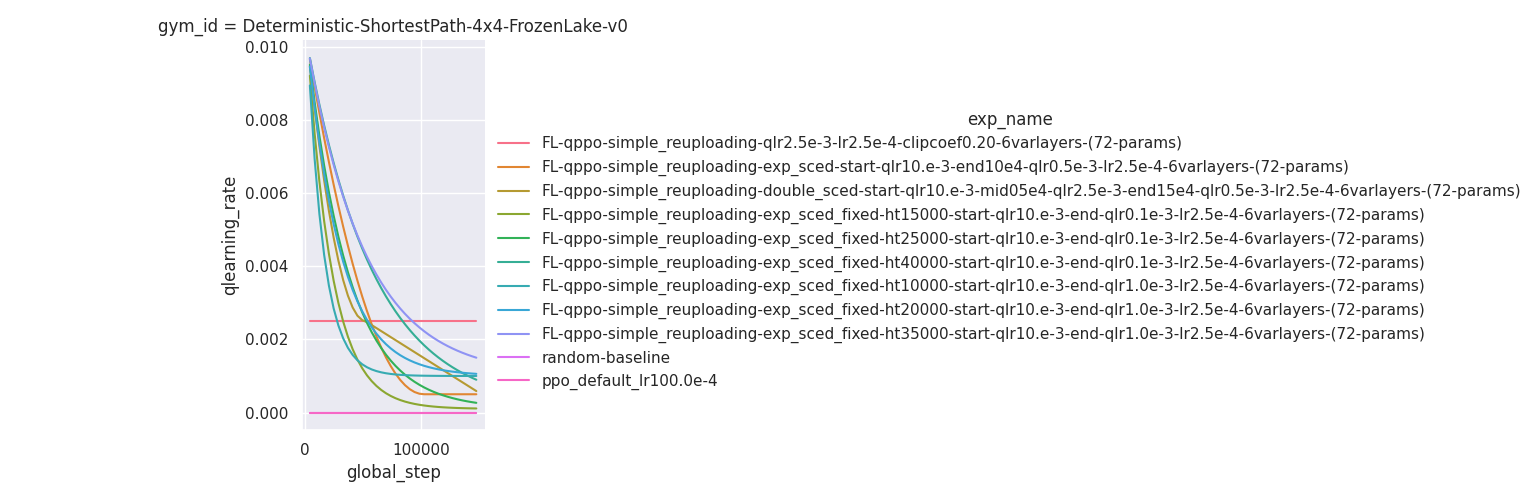 gym_id = Deterministic-ShortestPath-4x4-FrozenLake-v0
0.010
0.008
0.006
0.004
0.002
0.000
qlearning_rate
0 100000
global_step
exp_name
FL-qppo-simple_reuploading-qlr2.5e-3-lr2.5e-4-clipcoef0.20-6varlayers-(72-params)
FL-qppo-simple_reuploading-exp_sced-start-qlr10.e-3-end10e4-qlr0.5e-3-lr2.5e-4-6varlayers-(72-params)
FL-qppo-simple_reuploading-double_sced-start-qlr10.e-3-mid05e4-qlr2.5e-3-end15e4-qlr0.5e-3-lr2.5e-4-6varlayers-(72-params)
FL-qppo-simple_reuploading-exp_sced_fixed-ht15000-start-qlr10.e-3-end-qlr0.1e-3-lr2.5e-4-6varlayers-(72-params)
FL-qppo-simple_reuploading-exp_sced_fixed-ht25000-start-qlr10.e-3-end-qlr0.1e-3-lr2.5e-4-6varlayers-(72-params)
FL-qppo-simple_reuploading-exp_sced_fixed-ht40000-start-qlr10.e-3-end-qlr0.1e-3-lr2.5e-4-6varlayers-(72-params)
FL-qppo-simple_reuploading-exp_sced_fixed-ht10000-start-qlr10.e-3-end-qlr1.0e-3-lr2.5e-4-6varlayers-(72-params)
FL-qppo-simple_reuploading-exp_sced_fixed-ht20000-start-qlr10.e-3-end-qlr1.0e-3-lr2.5e-4-6varlayers-(72-params)
FL-qppo-simple_reuploading-exp_sced_fixed-ht35000-start-qlr10.e-3-end-qlr1.0e-3-lr2.5e-4-6varlayers-(72-params)
random-baseline
ppo_default_lr100.0e-4